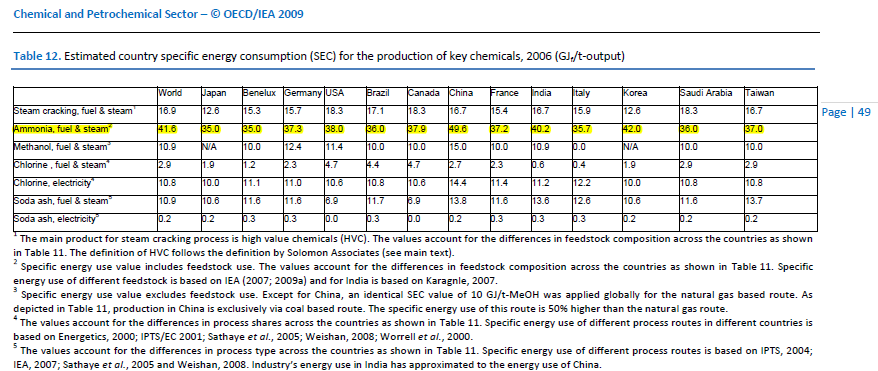 Chemical and Petrochemical Sector – © OECD/IEA 2009
Table 12. Estimated country specific energy consumption (SEC) for the production of key chemicals, 2006 (GJf/t-output)
World Japan Benelux Germany USA Brazil Canada China France India Italy Korea Saudi Arabia Taiwan
Steam cracking, fuel & steam1 16.9 12.6 15.3 15.7 18.3 17.1 18.3 16.7 15.4 16.7 15.9 12.6 18.3 16.7
Page | 49
Ammonia, fuel & steam2 41.6 35.0 35.0 37.3 38.0 36.0 37.9 49.6 37.2 40.2 35.7 42.0 36.0 37.0
Methanol, fuel & steam3 10.9 N/A 10.0 12.4 11.4 10.0 10.0 15.0 10.0 10.9 0.0 N/A 10.0 10.0
Chlorine , fuel & steam4 2.9 1.9 1.2 2.3 4.7 4.4 4.7 2.7 2.3 0.6 0.4 1.9 2.9 2.9
Chlorine, electricity4 10.8 10.0 11.1 11.0 10.6 10.8 10.6 14.4 11.4 11.2 12.2 10.0 10.8 10.8
Soda ash, fuel & steam5 10.9 10.6 11.6 11.6 6.9 11.7 6.9 13.8 11.6 13.6 12.6 10.6 11.6 13.7
Soda ash, electricity5 0.2 0.2 0.3 0.3 0.0 0.3 0.0 0.2 0.3 0.3 0.3 0.2 0.2 0.2
1 The main product for steam cracking process is high value chemicals (HVC). The values account for the differences in feedstock composition across the countries as shown
in Table 11. The definition of HVC follows the definition by Solomon Associates (see main text).
2 Specific energy use value includes feedstock use. The values account for the differences in feedstock composition across the countries as shown in Table 11. Specific
energy use of different feedstock is based on IEA (2007; 2009a) and for India is based on Karagnle, 2007.
3 Specific energy use value excludes feedstock use. Except for China, an identical SEC value of 10 GJ/t-MeOH was applied globally for the natural gas based route. As
depicted in Table 11, production in China is exclusively via coal based route. The specific energy use of this route is 50% higher than the natural gas route.
4 The values account for the differences in process shares across the countries as shown in Table 11. Specific energy use of different process routes in different countries is
based on Energetics, 2000; IPTS/EC 2001; Sathaye et al., 2005; Weishan, 2008; Worrell et al., 2000.
5 The values account for the differences in process type across the countries as shown in Table 11. Specific energy use of different process routes is based on IPTS, 2004;
IEA, 2007; Sathaye et al., 2005 and Weishan, 2008. Industry's energy use in India has approximated to the energy use of China.